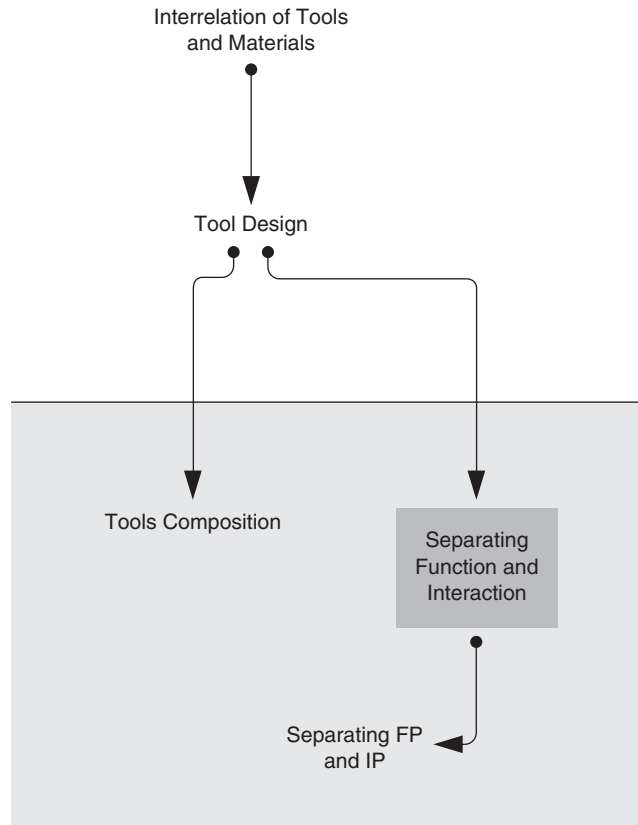 Interrelation of Tools
and Materials
Tool Design
Tools Composition
Separating
Function and
Interaction
Separating FP
and IP